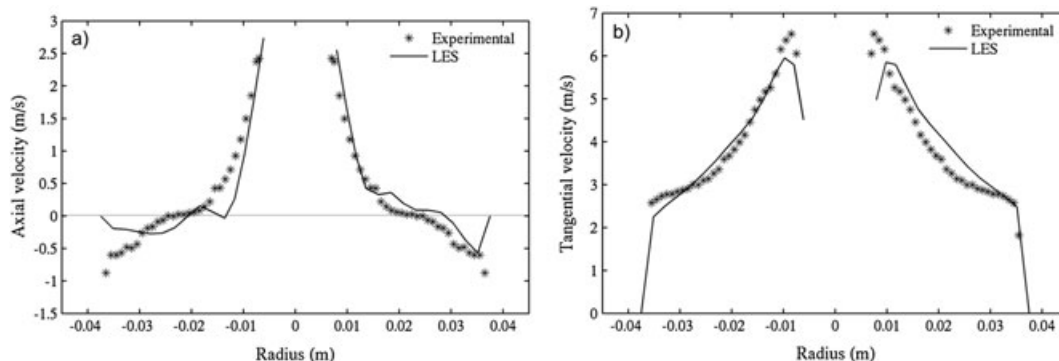 a)
Experimental
LES
Axial velocity (m/s)
3
2.5
2
1.5
1
0.5
0
-0.5
-1
-1.5
-0.04 -0.03 -0.02 -0.01 0 0.01 0.02 0.03 0.04
Radius (m)
b)
Experimental
LES
Tangential velocity (m/s)
7
6
5
4
3
2
1
0
-0.04 -0.03 -0.02 -0.01 0 0.01 0.02 0.03 0.04
Radius (m)